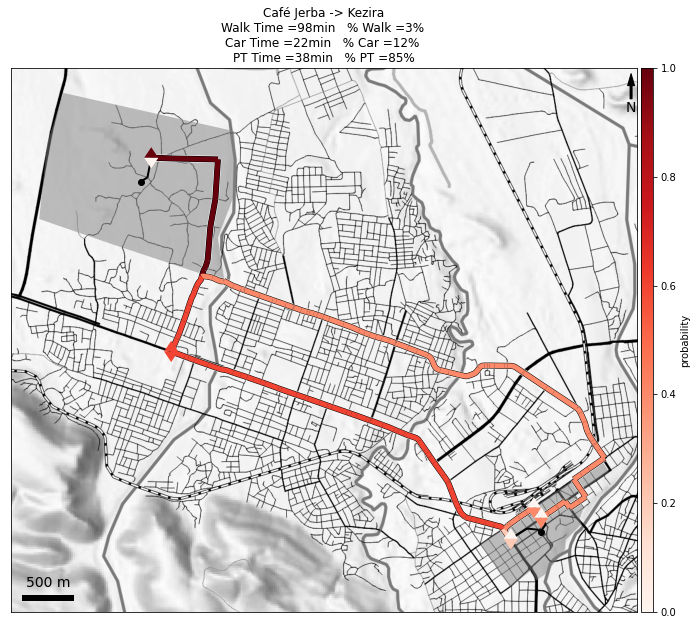 Café Jerba -> Kezira
Walk Time =98min   % Walk =3%
Car Time =22min   % Car =12%
PT Time =38min   % PT =85%
N
500 m
1.0
0.8
0.6
0.4
0.2
0.0
probability